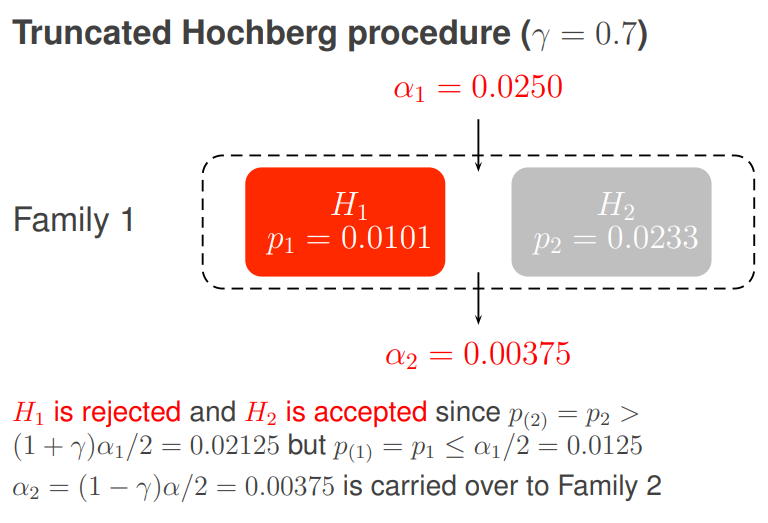 Truncated Hochberg procedure (γ = 0.7)
α₁ = 0.0250
Family 1
H₁
p₁ = 0.0101
H₂
p₂ = 0.0233
α₂ = 0.00375
H₁ is rejected and H₂ is accepted since p₍₂₎ = p₂ >
(1 + γ)α₁/2 = 0.02125 but p₍₁₎ = p₁ ≤ α₁/2 = 0.0125
α₂ = (1 − γ)α/2 = 0.00375 is carried over to Family 2